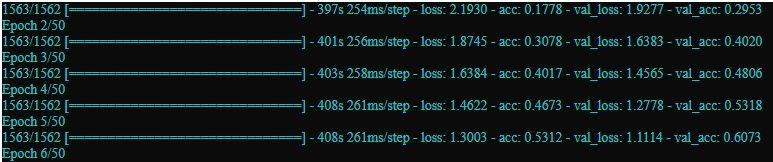 1563/1562 [==============================] - 397s 254ms/step - loss: 2.1930 - acc: 0.1778 - val_loss: 1.9277 - val_acc: 0.2953
Epoch 2/50
1563/1562 [==============================] - 401s 256ms/step - loss: 1.8745 - acc: 0.3078 - val_loss: 1.6383 - val_acc: 0.4020
Epoch 3/50
1563/1562 [==============================] - 403s 258ms/step - loss: 1.6384 - acc: 0.4017 - val_loss: 1.4565 - val_acc: 0.4806
Epoch 4/50
1563/1562 [==============================] - 408s 261ms/step - loss: 1.4622 - acc: 0.4673 - val_loss: 1.2778 - val_acc: 0.5318
Epoch 5/50
1563/1562 [==============================] - 408s 261ms/step - loss: 1.3003 - acc: 0.5312 - val_loss: 1.1114 - val_acc: 0.6073
Epoch 6/50